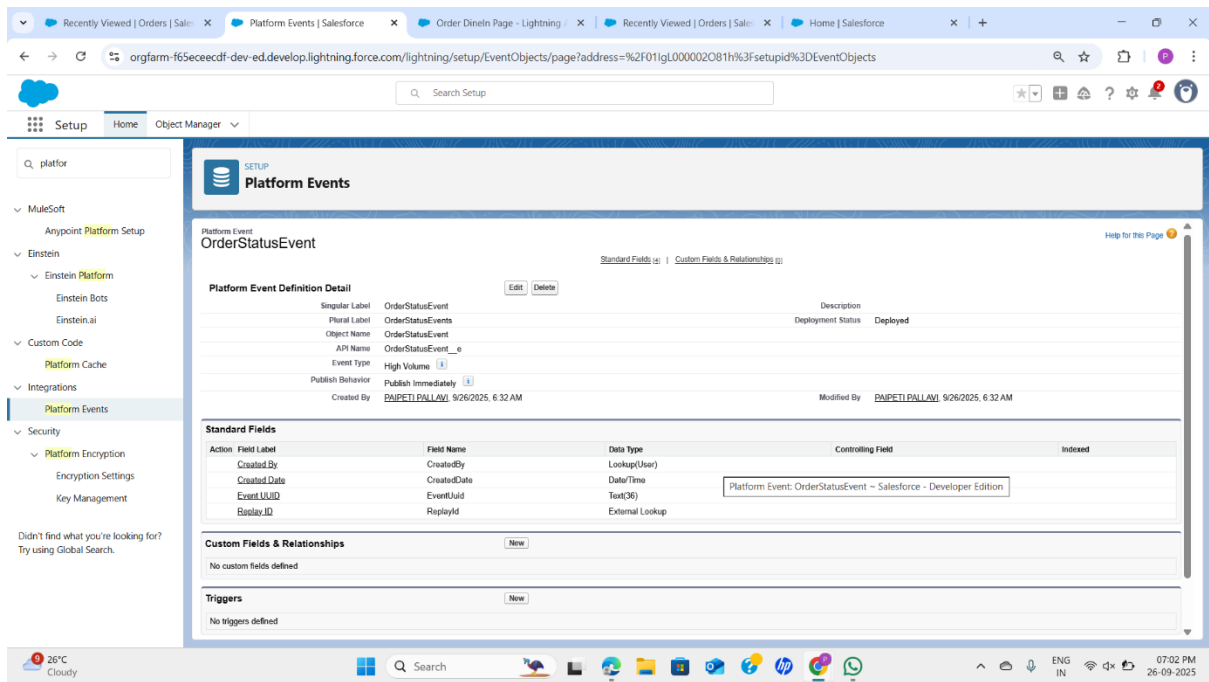 Recently Viewed | Orders | Sales
Platform Events | Salesforce
Order DineIn Page - Lightning A
Recently Viewed | Orders | Sales
Home | Salesforce
orgfarm-f65eceecdf-dev-ed.develop.lightning.force.com/lightning/setup/EventObjects/page?address=%2F01IgL000002O81h%3Fsetupid%3DEventObjects
P
Search Setup
2
Setup Home Object Manager
platfor
MuleSoft
Anypoint Platform Setup
Einstein
Einstein Platform
Einstein Bots
Einstein.ai
Custom Code
Platform Cache
Integrations
Platform Events
Security
Platform Encryption
Encryption Settings
Key Management
Didn't find what you're looking for?
Try using Global Search.
SETUP
Platform Events
Platform Event
OrderStatusEvent
Help for this Page
Standard Fields [4] | Custom Fields & Relationships [0]
Platform Event Definition Detail Edit Delete
Singular Label OrderStatusEvent Description
Plural Label OrderStatusEvents Deployment Status Deployed
Object Name OrderStatusEvent
API Name OrderStatusEvent__e
Event Type High Volume i
Publish Behavior Publish Immediately i
Created By PAIPETI PALLAVI, 9/26/2025, 6:32 AM Modified By PAIPETI PALLAVI, 9/26/2025, 6:32 AM
Standard Fields
Action Field Label Field Name Data Type Controlling Field Indexed
Created By CreatedBy Lookup(User)
Created Date CreatedDate Date/Time
Event UUID EventUuid Text(36)
Replay ID ReplayId External Lookup
Platform Event: OrderStatusEvent ~ Salesforce - Developer Edition
Custom Fields & Relationships New
No custom fields defined
Triggers New
No triggers defined
9
26°C
Cloudy
Search
ENG
IN
07:02 PM
26-09-2025